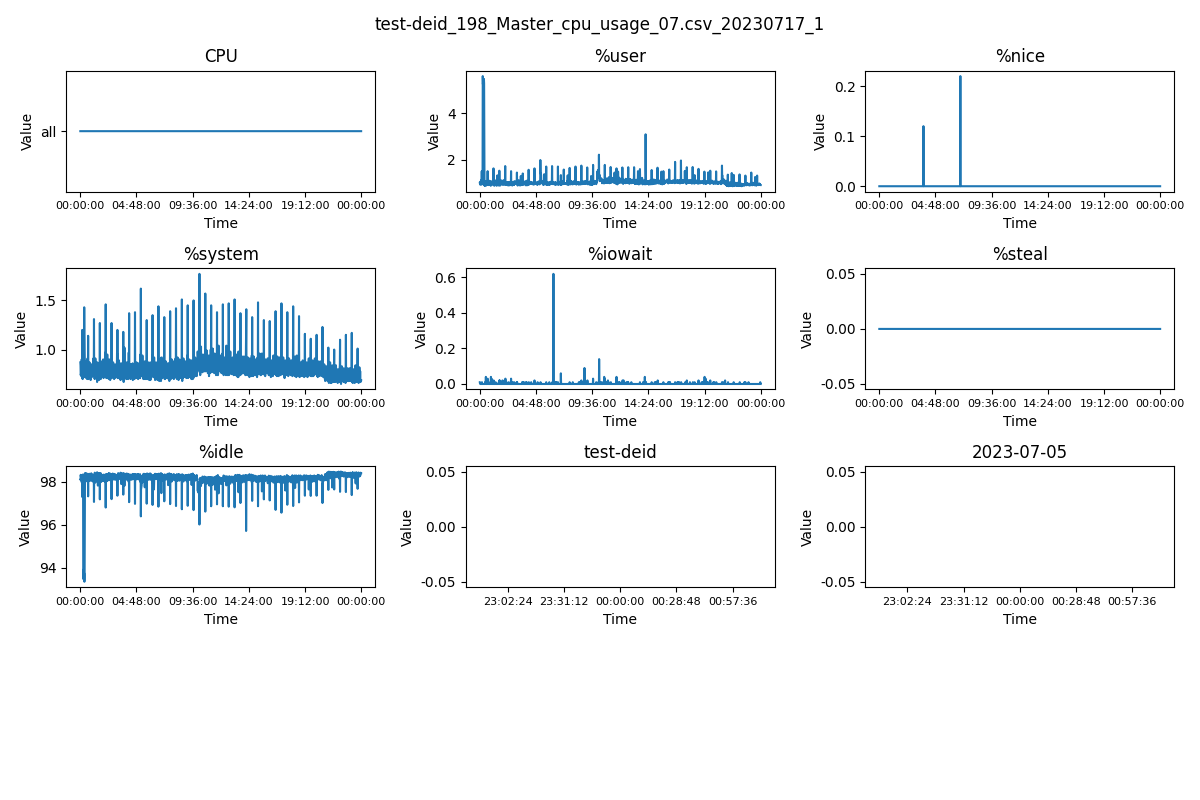 test-deid_198_Master_cpu_usage_07.csv_20230717_1
CPU
Value
all
00:00:00 04:48:00 09:36:00 14:24:00 19:12:00 00:00:00
Time
%user
Value
4
2
00:00:00 04:48:00 09:36:00 14:24:00 19:12:00 00:00:00
Time
%nice
Value
0.2
0.1
0.0
00:00:00 04:48:00 09:36:00 14:24:00 19:12:00 00:00:00
Time
%system
Value
1.5
1.0
00:00:00 04:48:00 09:36:00 14:24:00 19:12:00 00:00:00
Time
%iowait
Value
0.6
0.4
0.2
0.0
00:00:00 04:48:00 09:36:00 14:24:00 19:12:00 00:00:00
Time
%steal
Value
0.05
0.00
-0.05
00:00:00 04:48:00 09:36:00 14:24:00 19:12:00 00:00:00
Time
%idle
Value
98
96
94
00:00:00 04:48:00 09:36:00 14:24:00 19:12:00 00:00:00
Time
test-deid
Value
0.05
0.00
-0.05
23:02:24 23:31:12 00:00:00 00:28:48 00:57:36
Time
2023-07-05
Value
0.05
0.00
-0.05
23:02:24 23:31:12 00:00:00 00:28:48 00:57:36
Time